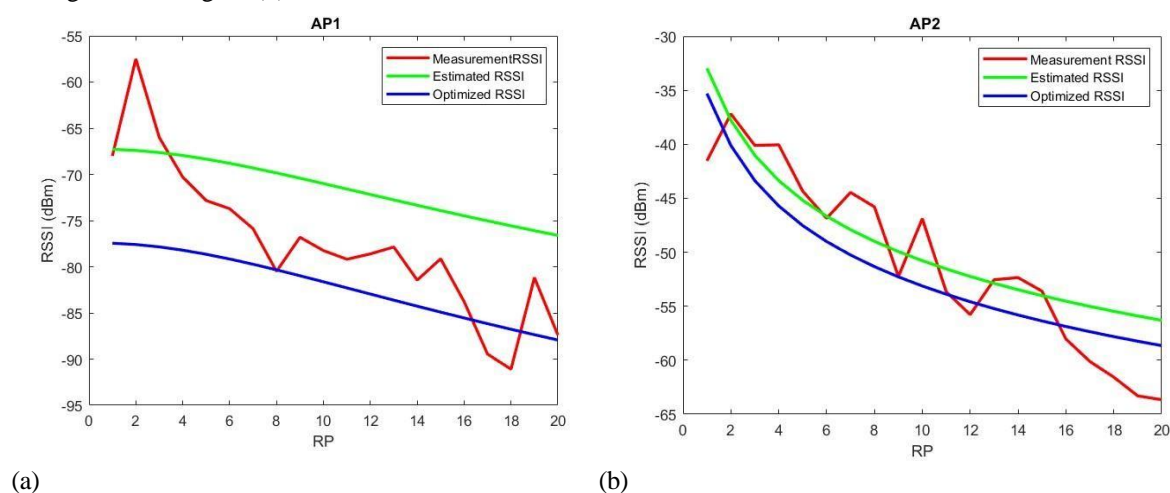 AP1
-55
-60
-65
-70
-75
-80
-85
-90
-95
RSSI (dBm)
MeasurementRSSI
Estimated RSSI
Optimized RSSI
0 2 4 6 8 10 12 14 16 18 20
RP
(a)
AP2
-30
-35
-40
-45
-50
-55
-60
-65
RSSI (dBm)
Measurement RSSI
Estimated RSSI
Optimized RSSI
0 2 4 6 8 10 12 14 16 18 20
RP
(b)